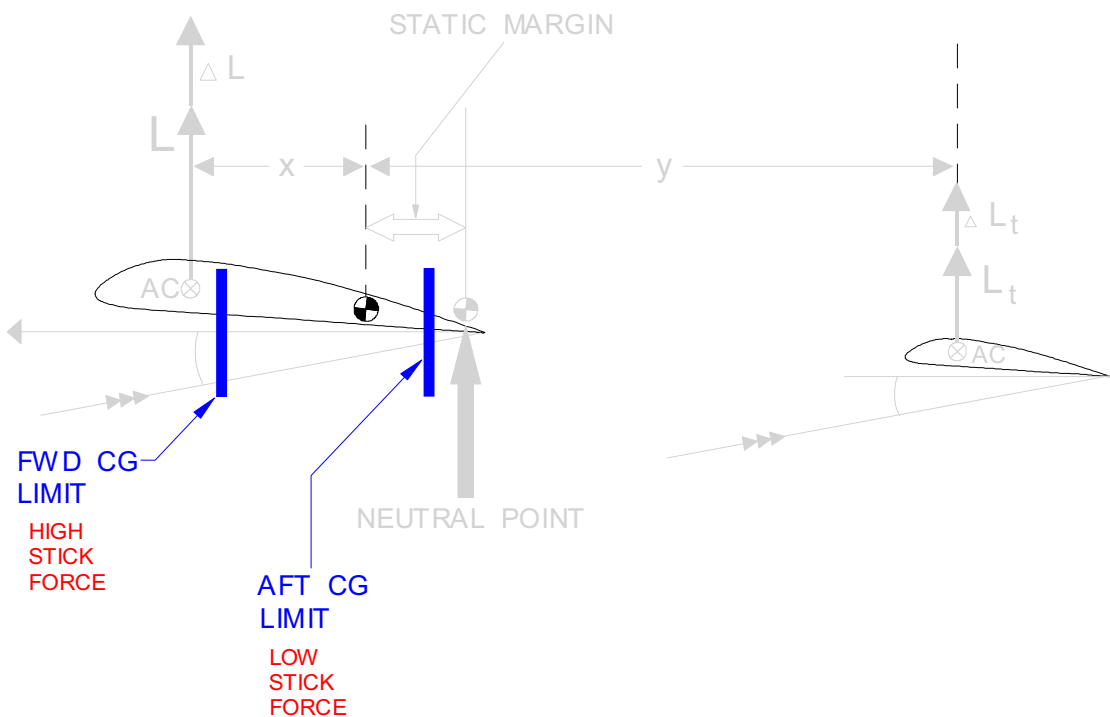 STATIC MARGIN
△ L
L
x
y
△ Lt
Lt
AC
AC
FWD CG
LIMIT
HIGH
STICK
FORCE
NEUTRAL POINT
AFT CG
LIMIT
LOW
STICK
FORCE